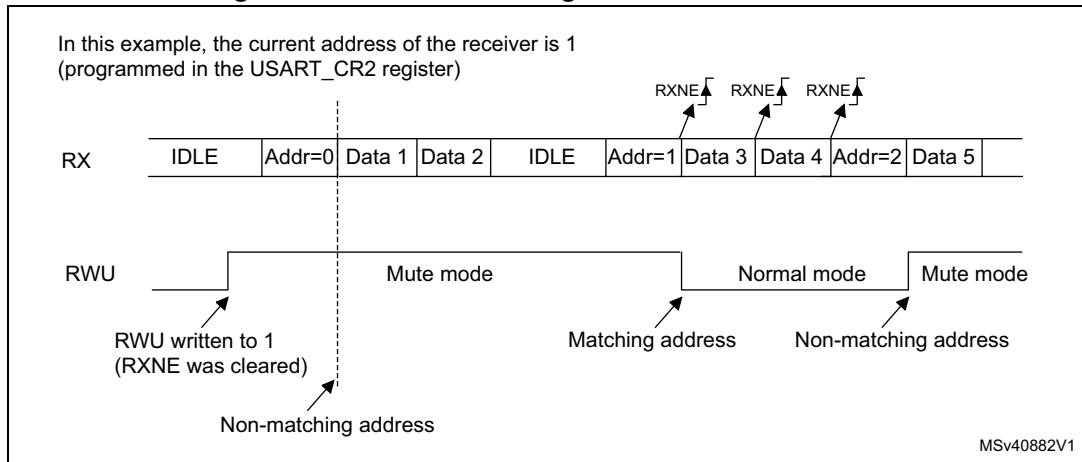 In this example, the current address of the receiver is 1
(programmed in the USART_CR2 register)
RXNE RXNE RXNE
RX IDLE Addr=0 Data 1 Data 2 IDLE Addr=1 Data 3 Data 4 Addr=2 Data 5
RWU Mute mode Normal mode Mute mode
RWU written to 1 Matching address Non-matching address
(RXNE was cleared)
Non-matching address
MSv40882V1